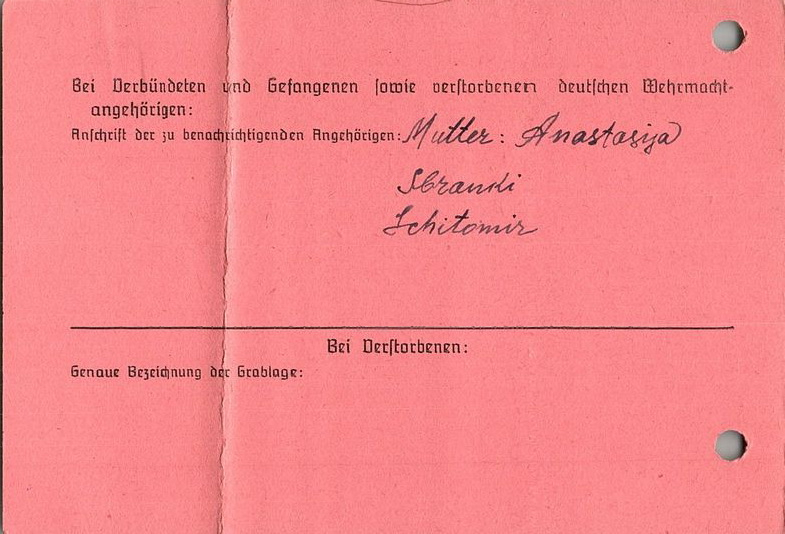 Bei Verbündeten und Gefangenen sowie verstorbenen deutschen Wehrmacht-
angehörigen:
Anschrift der zu benachrichtigenden Angehörigen: Mutter: Anastasija
Sbranki
Schitomir
Bei Verstorbenen:
Genaue Bezeichnung der Grablage: